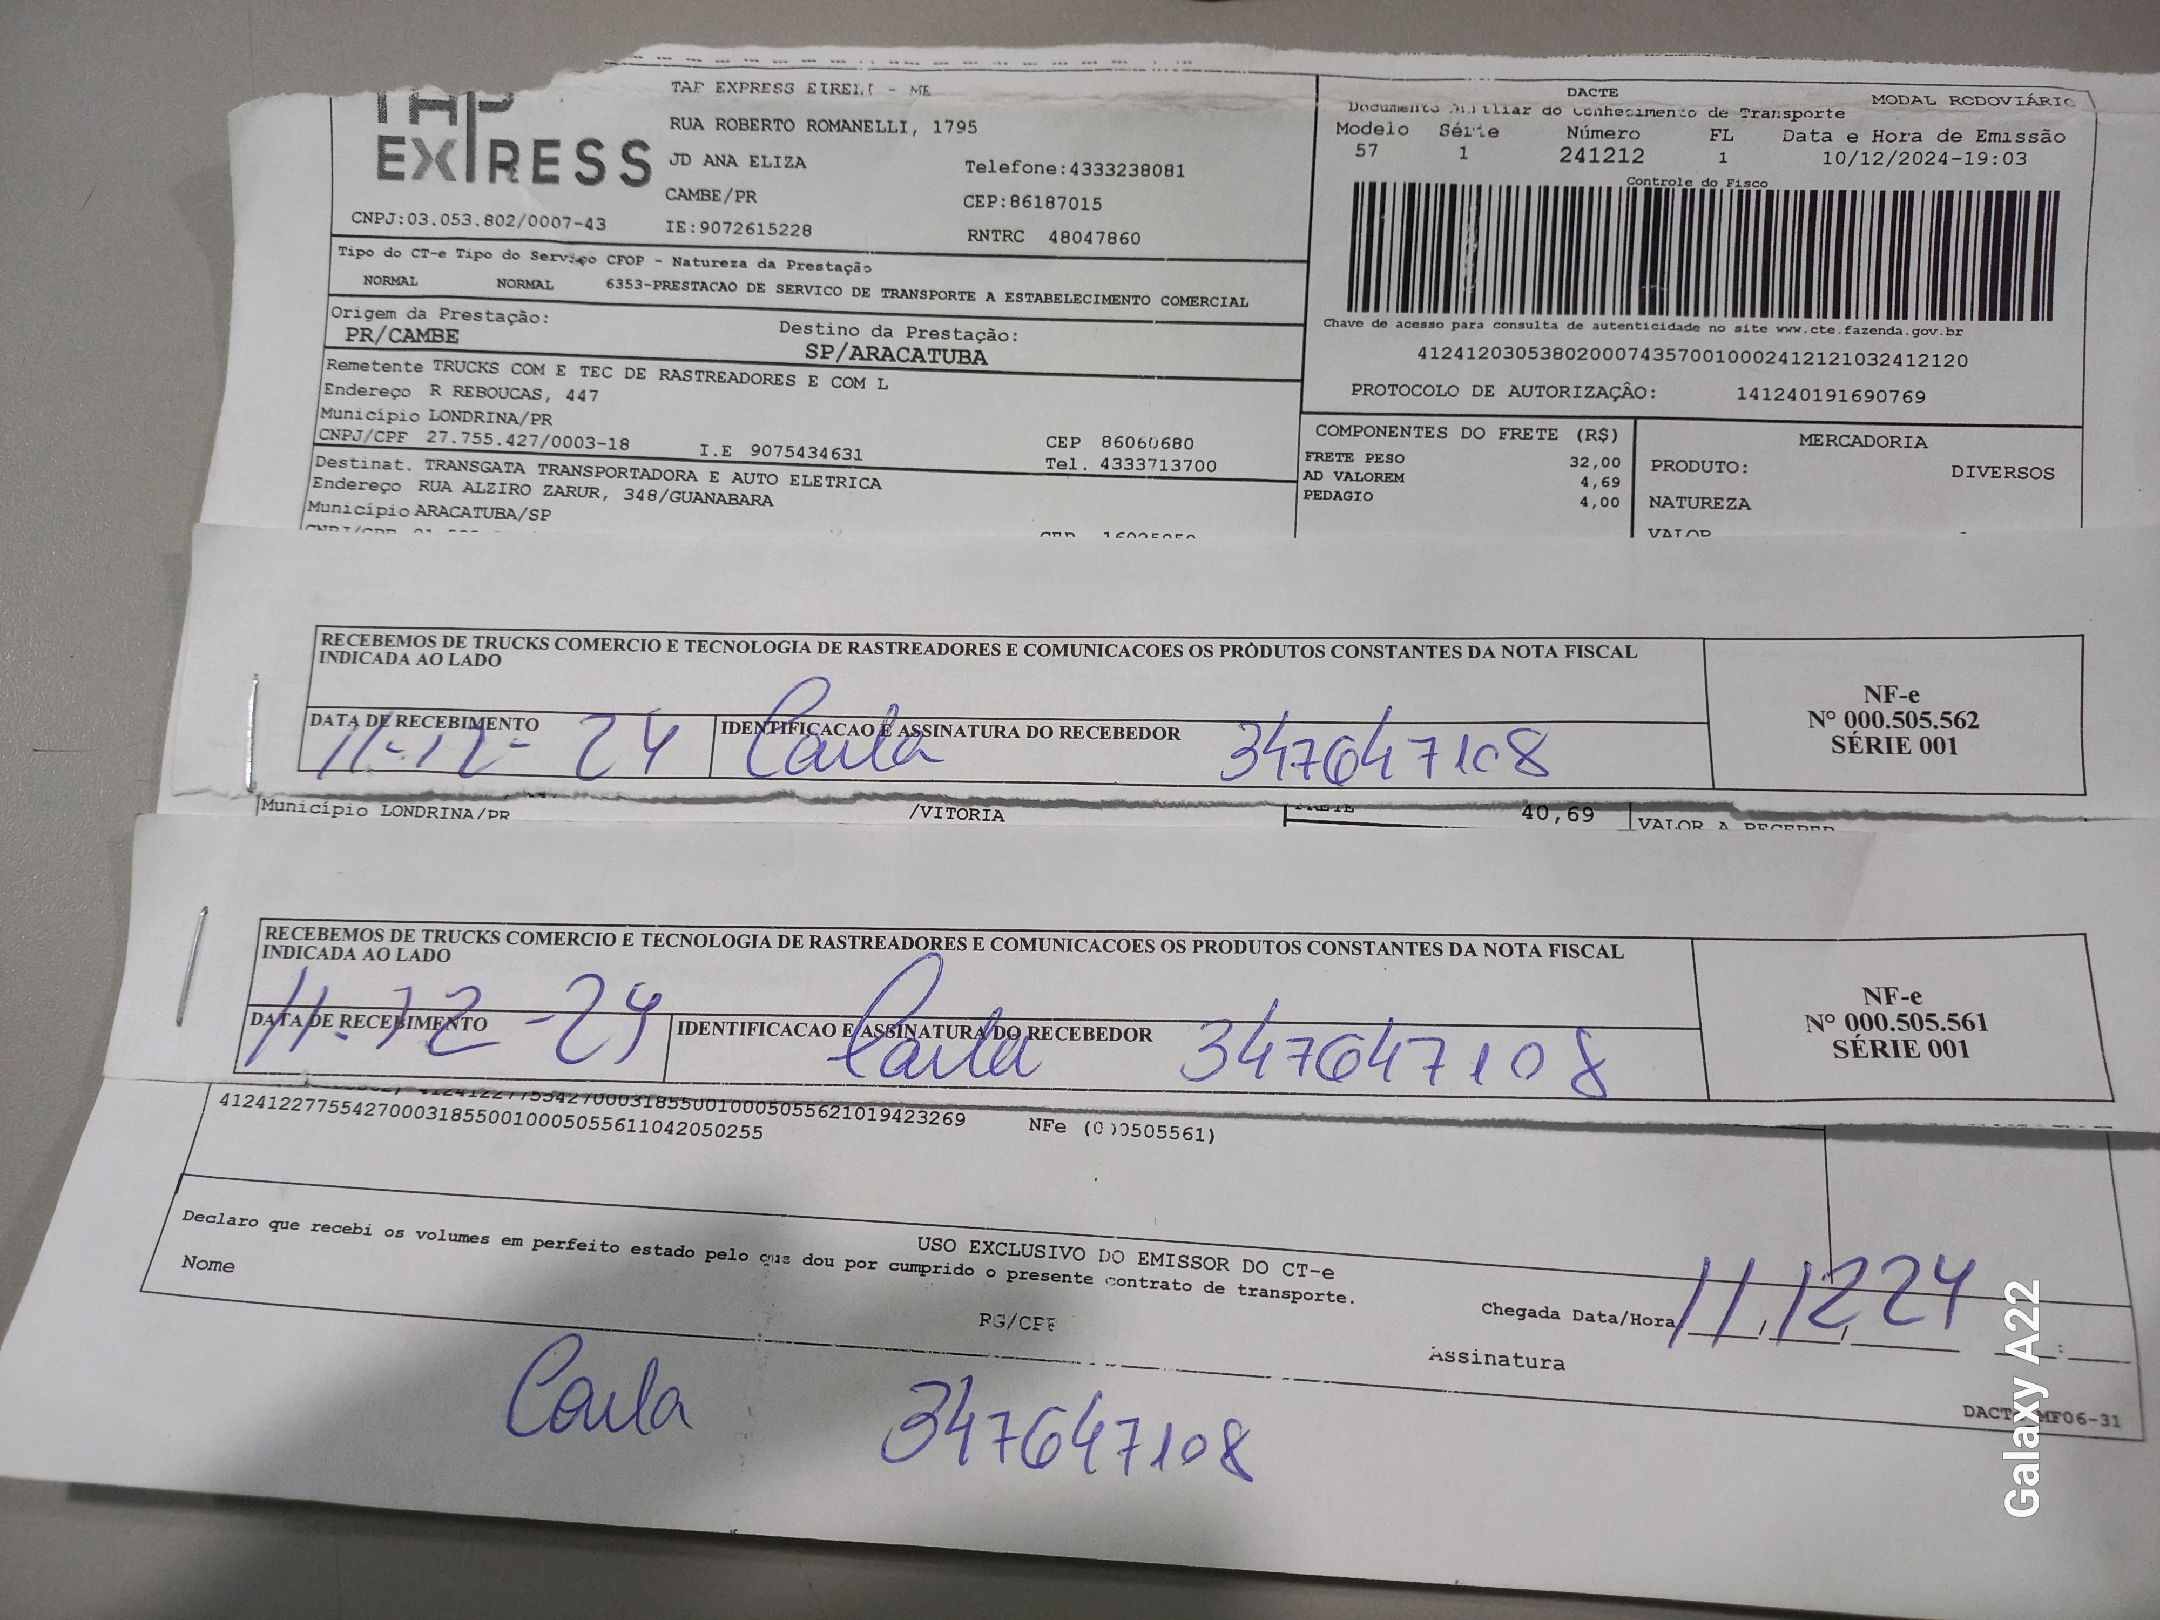 TAP EXPRESS EIRELI - ME
TAP
EXPRESS
RUA ROBERTO ROMANELLI, 1795
JD ANA ELIZA
Telefone:4333238081
CAMBE/PR
CEP:86187015
CNPJ:03.053.802/0007-43
IE:9072615228
RNTRC 48047860
DACTE
MODAL RODOVIÁRIO
Documento Auxiliar do Conhecimento de Transporte
Modelo Série Número FL Data e Hora de Emissão
57 1 241212 1 10/12/2024-19:03
Controle do Fisco
Chave de acesso para consulta de autenticidade no site www.cte.fazenda.gov.br
41241203053802000743570010002412121032412120
PROTOCOLO DE AUTORIZAÇÃO: 141240191690769
Tipo do CT-e Tipo do Serviço CFOP - Natureza da Prestação
NORMAL NORMAL 6353-PRESTACAO DE SERVICO DE TRANSPORTE A ESTABELECIMENTO COMERCIAL
Origem da Prestação: Destino da Prestação:
PR/CAMBE SP/ARACATUBA
Remetente TRUCKS COM E TEC DE RASTREADORES E COM L
Endereço R REBOUCAS, 447
Município LONDRINA/PR
CNPJ/CPF 27.755.427/0003-18 I.E 9075434631 CEP 86060680
Tel. 4333713700
Destinat. TRANSGATA TRANSPORTADORA E AUTO ELETRICA
Endereço RUA ALZIRO ZARUR, 348/GUANABARA
Município ARACATUBA/SP
COMPONENTES DO FRETE (R$)
FRETE PESO 32,00
AD VALOREM 4,69
PEDAGIO 4,00
MERCADORIA
PRODUTO: DIVERSOS
NATUREZA
VALOR
RECEBEMOS DE TRUCKS COMERCIO E TECNOLOGIA DE RASTREADORES E COMUNICACOES OS PRODUTOS CONSTANTES DA NOTA FISCAL
INDICADA AO LADO
DATA DE RECEBIMENTO
11-12-24
IDENTIFICACAO E ASSINATURA DO RECEBEDOR
Carla 347647108
NF-e
Nº 000.505.562
SÉRIE 001
Município LONDRINA/PR /VITORIA
FRETE 40,69
VALOR A RECEBER
RECEBEMOS DE TRUCKS COMERCIO E TECNOLOGIA DE RASTREADORES E COMUNICACOES OS PRODUTOS CONSTANTES DA NOTA FISCAL
INDICADA AO LADO
DATA DE RECEBIMENTO
11-12-24
IDENTIFICACAO E ASSINATURA DO RECEBEDOR
Carla 347647108
NF-e
Nº 000.505.561
SÉRIE 001
41241227755427000318550010005055621019423269
41241227755427000318550010005055611042050255
NFe (000505561)
USO EXCLUSIVO DO EMISSOR DO CT-e
Declaro que recebi os volumes em perfeito estado pelo que dou por cumprido o presente contrato de transporte.
Nome
RG/CPF
Chegada Data/Hora 11,12 24
Assinatura
Carla 347647108
DACTE MF06-31
Galaxy A22